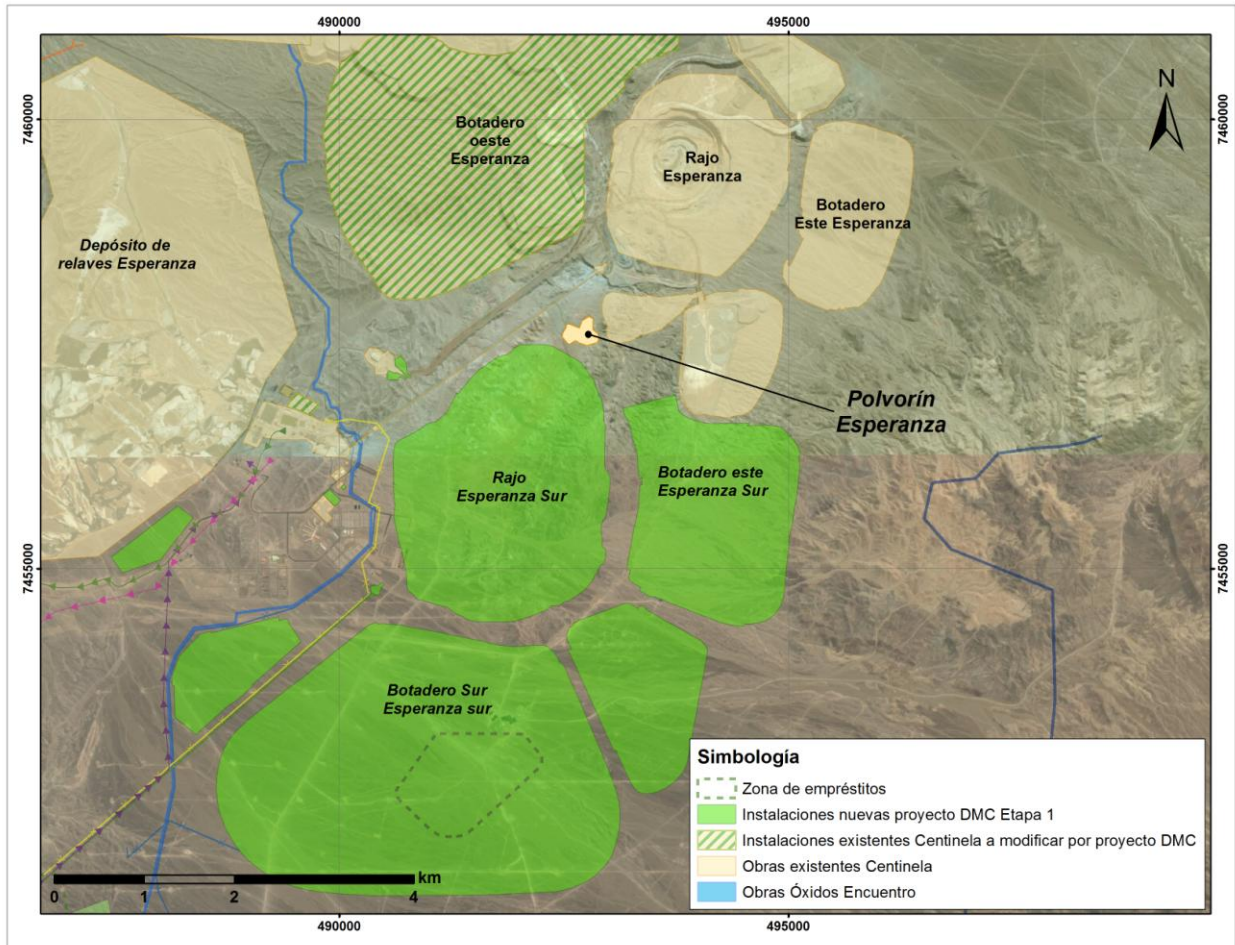 490000
495000
N
7460000
7460000
Botadero
oeste
Esperanza
Rajo
Esperanza
Botadero
Este Esperanza
Depósito de
relaves Esperanza
Polvorín
Esperanza
Rajo
Esperanza Sur
Botadero este
Esperanza Sur
7455000
7455000
Botadero Sur
Esperanza sur
Simbología
Zona de empréstitos
Instalaciones nuevas proyecto DMC Etapa 1
Instalaciones existentes Centinela a modificar por proyecto DMC
Obras existentes Centinela
Obras Óxidos Encuentro
km
0 1 2 4
490000
495000